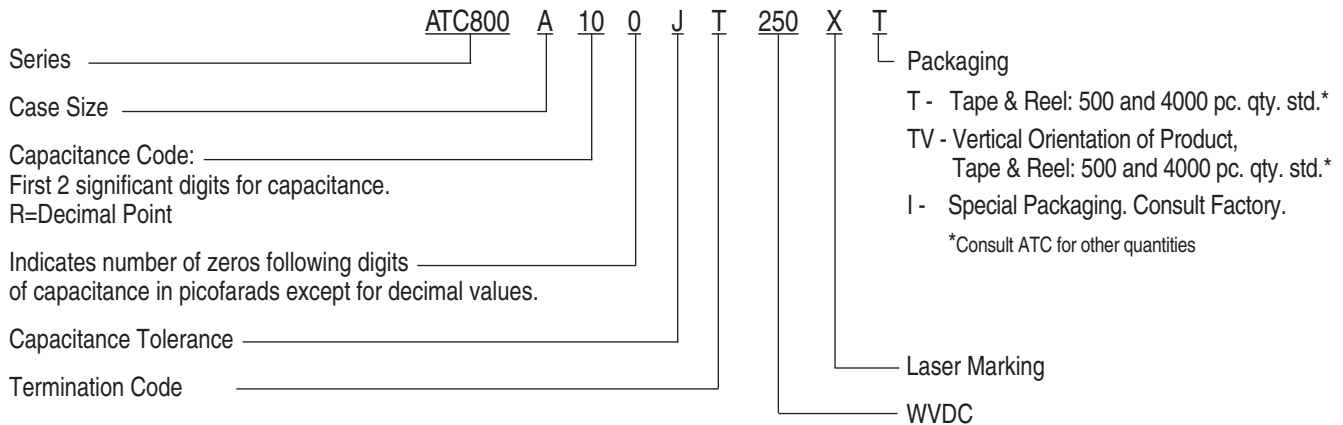 ATC800 A 10 0 J T 250 X T
Series
Case Size
Capacitance Code:
First 2 significant digits for capacitance.
R=Decimal Point
Indicates number of zeros following digits
of capacitance in picofarads except for decimal values.
Capacitance Tolerance
Termination Code
Packaging
T - Tape & Reel: 500 and 4000 pc. qty. std.*
TV - Vertical Orientation of Product,
Tape & Reel: 500 and 4000 pc. qty. std.*
I - Special Packaging. Consult Factory.
*Consult ATC for other quantities
Laser Marking
WVDC